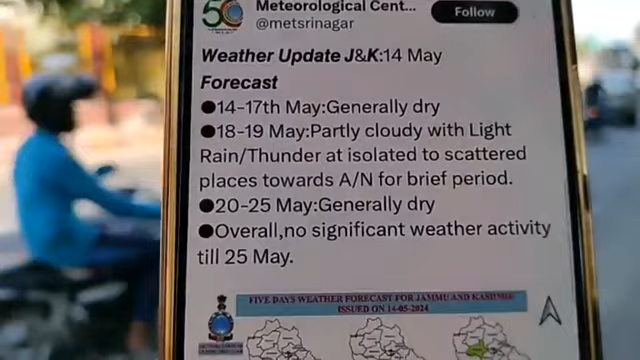 50
Meteorological Cent...
@metsrinagar
Follow
Weather Update J&K:14 May
Forecast
●14-17th May:Generally dry
●18-19 May:Partly cloudy with Light
Rain/Thunder at isolated to scattered
places towards A/N for brief period.
●20-25 May:Generally dry
●Overall,no significant weather activity
till 25 May.
FIVE DAYS WEATHER FORECAST FOR JAMMU AND KASHMIR
ISSUED ON 14-05-2024